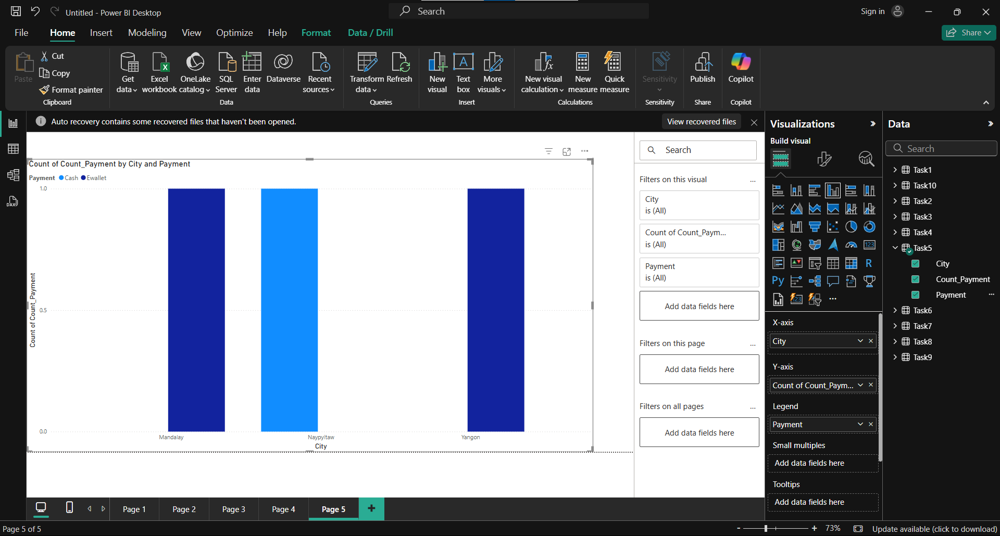 Untitled - Power BI Desktop
Search
Sign in
File Home Insert Modeling View Optimize Help Format Data / Drill
Share
Paste
Cut
Copy
Format painter
Clipboard
Get data
Excel workbook
OneLake catalog
SQL Server
Enter data
Dataverse
Recent sources
Data
Transform data
Refresh
Queries
New visual
Text box
More visuals
Insert
New visual calculation
New measure
Quick measure
Calculations
Sensitivity
Sensitivity
Publish
Share
Copilot
Copilot
Auto recovery contains some recovered files that haven't been opened.
View recovered files
Count of Count_Payment by City and Payment
Payment Cash Ewallet
1.0
0.5
0.0
Count of Count_Payment
Mandalay Naypyitaw Yangon
City
Search
Filters on this visual
City
is (All)
Count of Count_Paym...
is (All)
Payment
is (All)
Add data fields here
Filters on this page
Add data fields here
Filters on all pages
Add data fields here
Visualizations
Build visual
123
R
Py
123
X-axis
City
Y-axis
Count of Count_Paym...
Legend
Payment
Small multiples
Add data fields here
Tooltips
Add data fields here
Data
Search
Task1
Task10
Task2
Task3
Task4
Task5
City
Count_Payment
Payment
Task6
Task7
Task8
Task9
DAX
Page 1 Page 2 Page 3 Page 4 Page 5 +
Page 5 of 5
- + 73%
Update available (click to download)